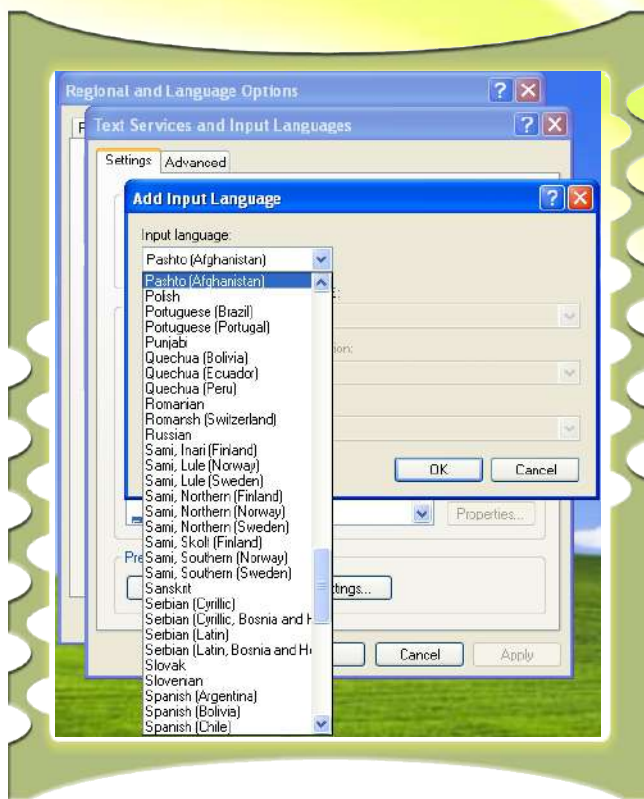 Regional and Language Options
Text Services and Input Languages
Settings Advanced
Add Input Language
Input language:
Pashto (Afghanistan)
Pashto (Afghanistan)
Polish
Portuguese (Brazil)
Portuguese (Portugal)
Punjabi
Quechua (Bolivia)
Quechua (Ecuador)
Quechua (Peru)
Romanian
Romansh (Switzerland)
Russian
Sami, Inari (Finland)
Sami, Lule (Norway)
Sami, Lule (Sweden)
Sami, Northern (Finland)
Sami, Northern (Norway)
Sami, Northern (Sweden)
Sami, Skolt (Finland)
Sami, Southern (Norway)
Sami, Southern (Sweden)
Sanskrit
Serbian (Cyrillic)
Serbian (Cyrillic, Bosnia and H
Serbian (Latin)
Serbian (Latin, Bosnia and He
Slovak
Slovenian
Spanish (Argentina)
Spanish (Bolivia)
Spanish (Chile)
OK Cancel
Properties...
Cancel Apply